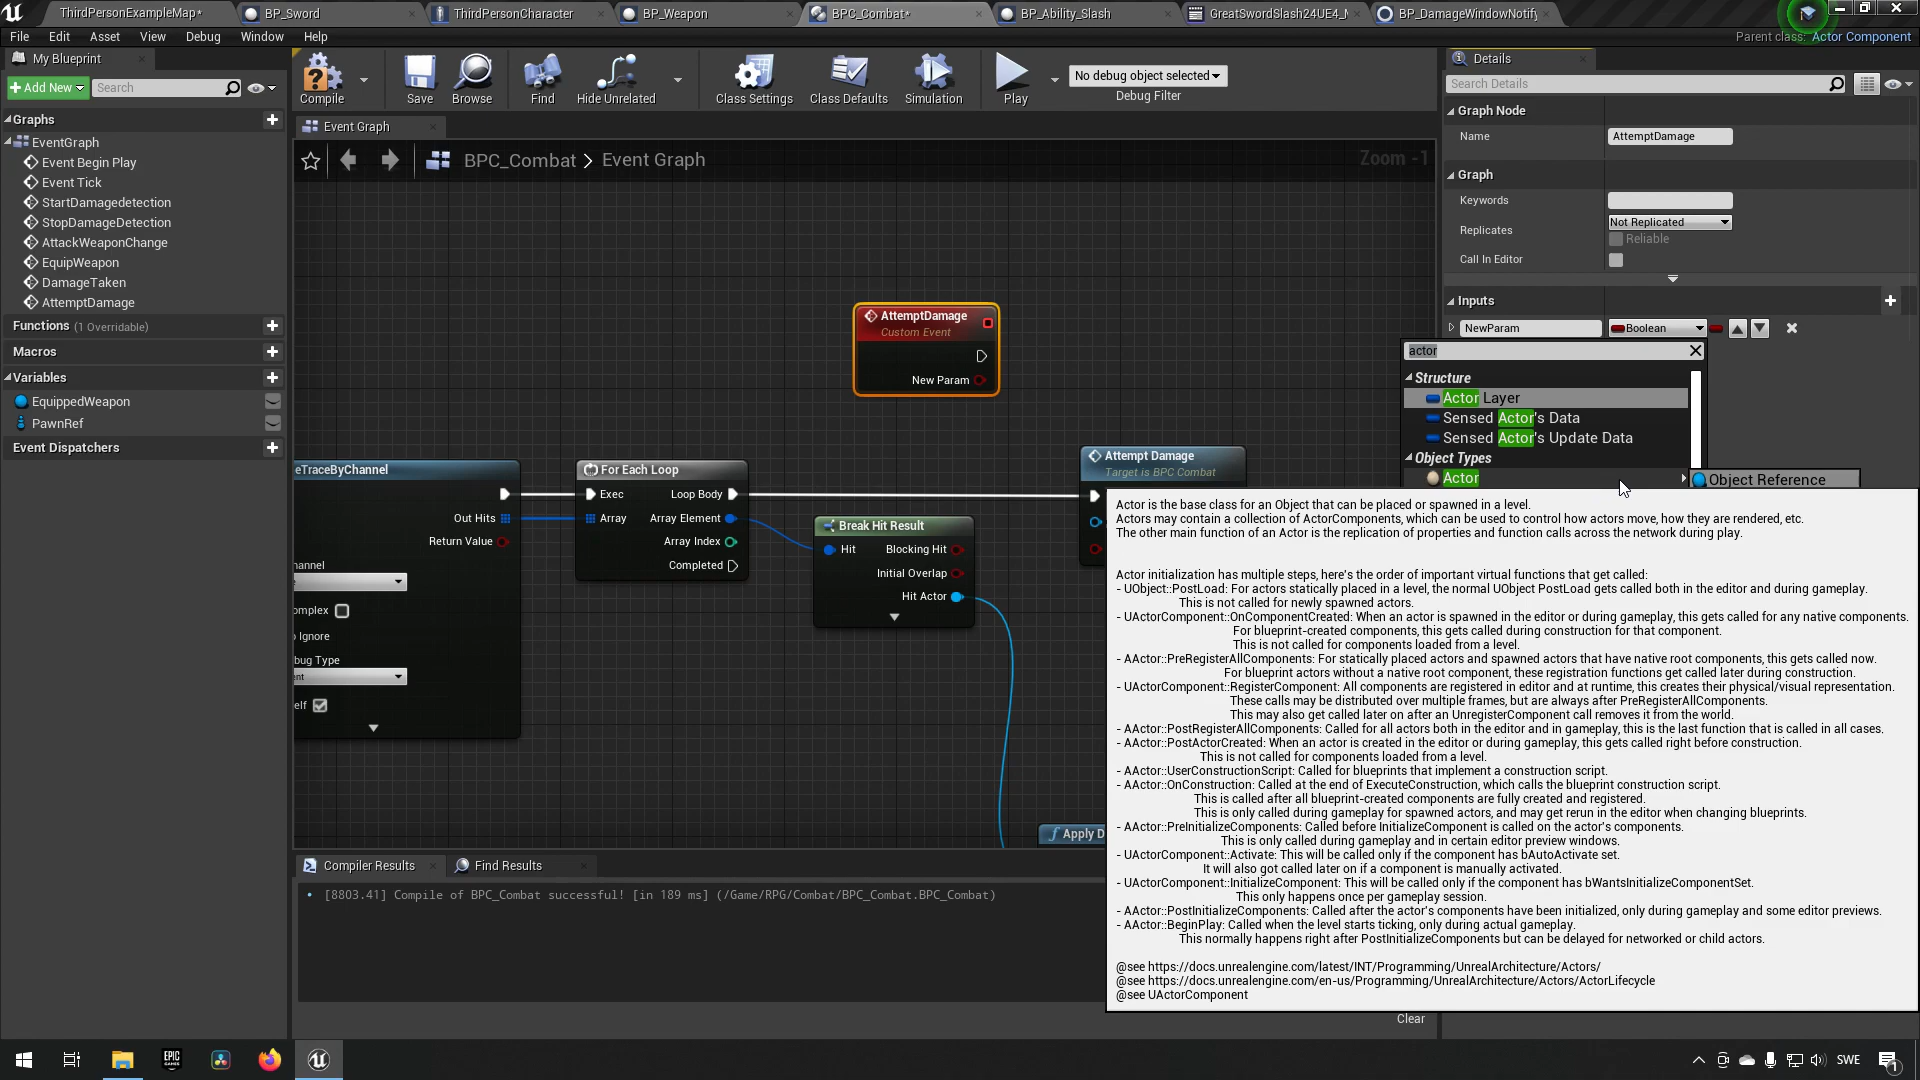 ThirdPersonExampleMap*
BP_Sword
ThirdPersonCharacter
BP_Weapon
BPC_Combat*
BP_Ability_Slash
GreatSwordSlash24UE4_
BP_DamageWindowNotify
File Edit Asset View Debug Window Help
Parent class: Actor Component
My Blueprint
Add New
Search
Compile
Save
Browse
Find
Hide Unrelated
Class Settings
Class Defaults
Simulation
Play
No debug object selected
Debug Filter
Details
Search Details
Graphs
EventGraph
Event Begin Play
Event Tick
StartDamagedetection
StopDamageDetection
AttackWeaponChange
EquipWeapon
DamageTaken
AttemptDamage
Functions (1 Overridable)
Macros
Variables
EquippedWeapon
PawnRef
Event Dispatchers
Event Graph
BPC_Combat > Event Graph
Zoom -1
AttemptDamage
Custom Event
New Param
eTraceByChannel
Out Hits
Return Value
hannel
e
omplex
o Ignore
bug Type
ent
elf
For Each Loop
Exec
Loop Body
Array
Array Element
Array Index
Completed
Break Hit Result
Hit
Blocking Hit
Initial Overlap
Hit Actor
Attempt Damage
Target is BPC Combat
f Apply D
Graph Node
Name
AttemptDamage
Graph
Keywords
Replicates
Not Replicated
Reliable
Call In Editor
Inputs
NewParam
Boolean
actor
Structure
Actor Layer
Sensed Actor's Data
Sensed Actor's Update Data
Object Types
Actor
Object Reference
Actor is the base class for an Object that can be placed or spawned in a level.
Actors may contain a collection of ActorComponents, which can be used to control how actors move, how they are rendered, etc.
The other main function of an Actor is the replication of properties and function calls across the network during play.
Actor initialization has multiple steps, here's the order of important virtual functions that get called:
- UObject::PostLoad: For actors statically placed in a level, the normal UObject PostLoad gets called both in the editor and during gameplay.
This is not called for newly spawned actors.
- UActorComponent::OnComponentCreated: When an actor is spawned in the editor or during gameplay, this gets called for any native components.
For blueprint-created components, this gets called during construction for that component.
This is not called for components loaded from a level.
- AActor::PreRegisterAllComponents: For statically placed actors and spawned actors that have native root components, this gets called now.
For blueprint actors without a native root component, these registration functions get called later during construction.
- UActorComponent::RegisterComponent: All components are registered in editor and at runtime, this creates their physical/visual representation.
These calls may be distributed over multiple frames, but are always after PreRegisterAllComponents.
This may also get called later on after an UnregisterComponent call removes it from the world.
- AActor::PostRegisterAllComponents: Called for all actors both in the editor and in gameplay, this is the last function that is called in all cases.
- AActor::PostActorCreated: When an actor is created in the editor or during gameplay, this gets called right before construction.
This is not called for components loaded from a level.
- AActor::UserConstructionScript: Called for blueprints that implement a construction script.
- AActor::OnConstruction: Called at the end of ExecuteConstruction, which calls the blueprint construction script.
This is called after all blueprint-created components are fully created and registered.
This is only called during gameplay for spawned actors, and may get rerun in the editor when changing blueprints.
- AActor::PreInitializeComponents: Called before InitializeComponent is called on the actor's components.
This is only called during gameplay and in certain editor preview windows.
- UActorComponent::Activate: This will be called only if the component has bAutoActivate set.
It will also got called later on if a component is manually activated.
- UActorComponent::InitializeComponent: This will be called only if the component has bWantsInitializeComponentSet.
This only happens once per gameplay session.
- AActor::PostInitializeComponents: Called after the actor's components have been initialized, only during gameplay and some editor previews.
- AActor::BeginPlay: Called when the level starts ticking, only during actual gameplay.
This normally happens right after PostInitializeComponents but can be delayed for networked or child actors.
@see https://docs.unrealengine.com/latest/INT/Programming/UnrealArchitecture/Actors/
@see https://docs.unrealengine.com/en-us/Programming/UnrealArchitecture/Actors/ActorLifecycle
@see UActorComponent
Compiler Results
Find Results
[8803.41] Compile of BPC_Combat successful! [in 189 ms] (/Game/RPG/Combat/BPC_Combat.BPC_Combat)
Clear
EPIC
GAMES
SWE
1